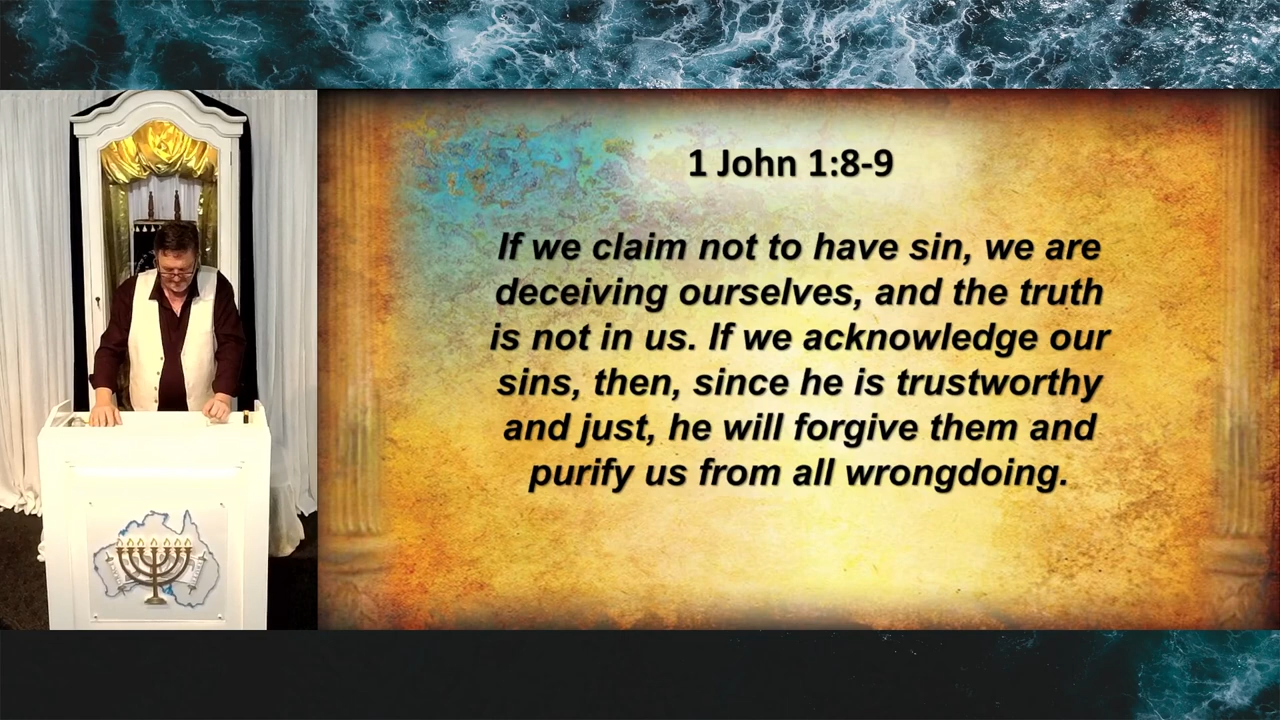 1 John 1:8-9
If we claim not to have sin, we are
deceiving ourselves, and the truth
is not in us. If we acknowledge our
sins, then, since he is trustworthy
and just, he will forgive them and
purify us from all wrongdoing.